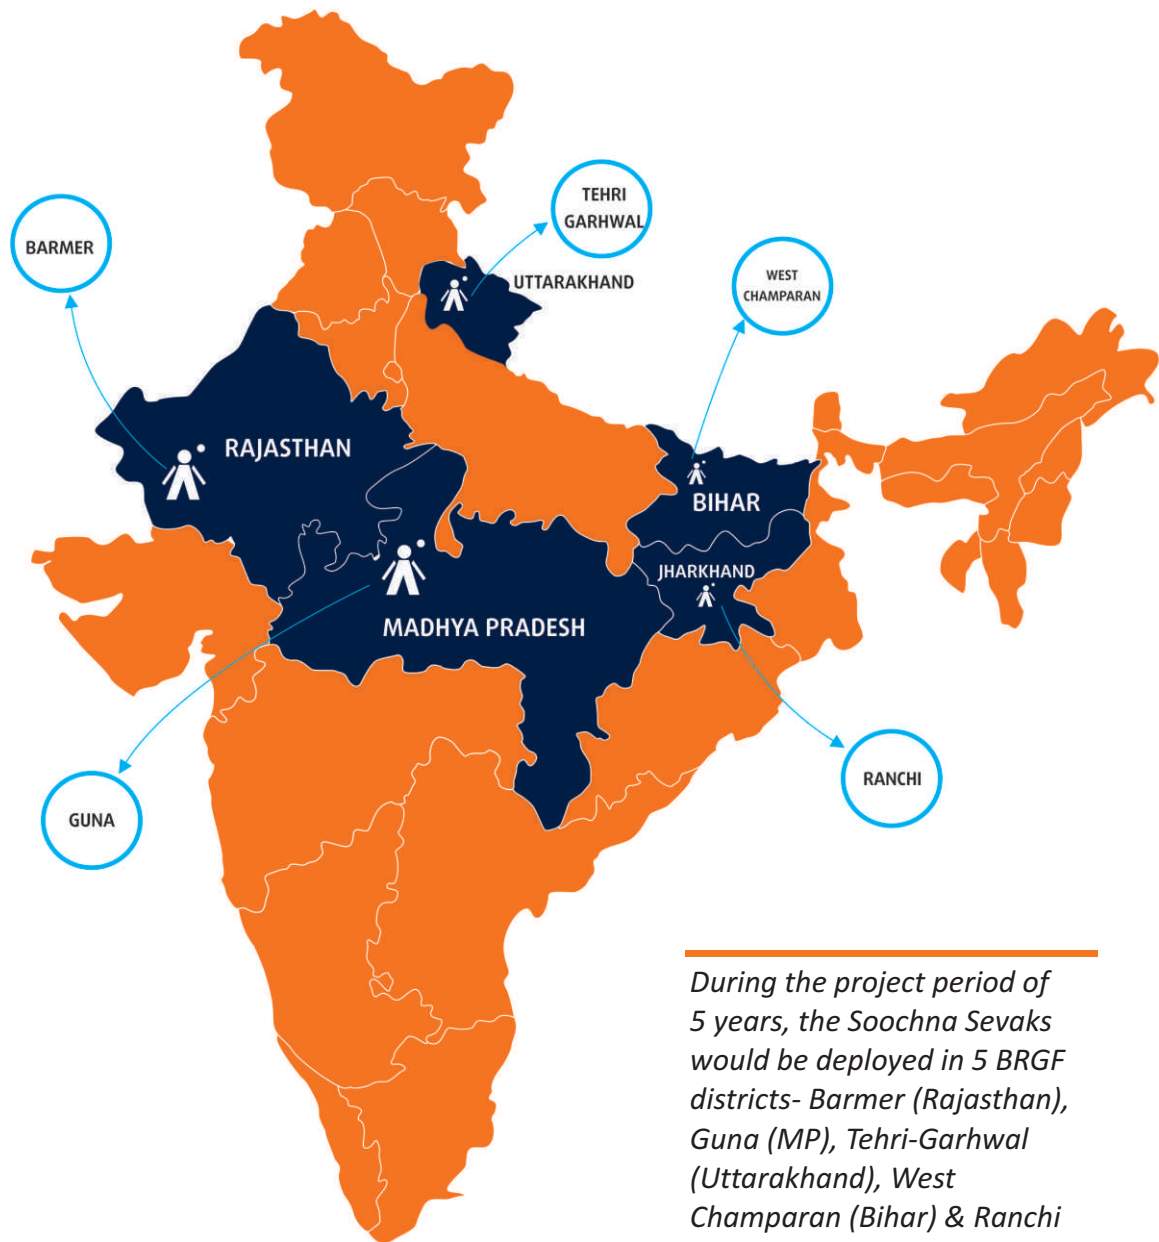 TEHRI
GARHWAL
BARMER
UTTARAKHAND
WEST
CHAMPARAN
RAJASTHAN
BIHAR
JHARKHAND
MADHYA PRADESH
RANCHI
GUNA
During the project period of
5 years, the Soochna Sevaks
would be deployed in 5 BRGF
districts- Barmer (Rajasthan),
Guna (MP), Tehri-Garhwal
(Uttarakhand), West
Champaran (Bihar) & Ranchi